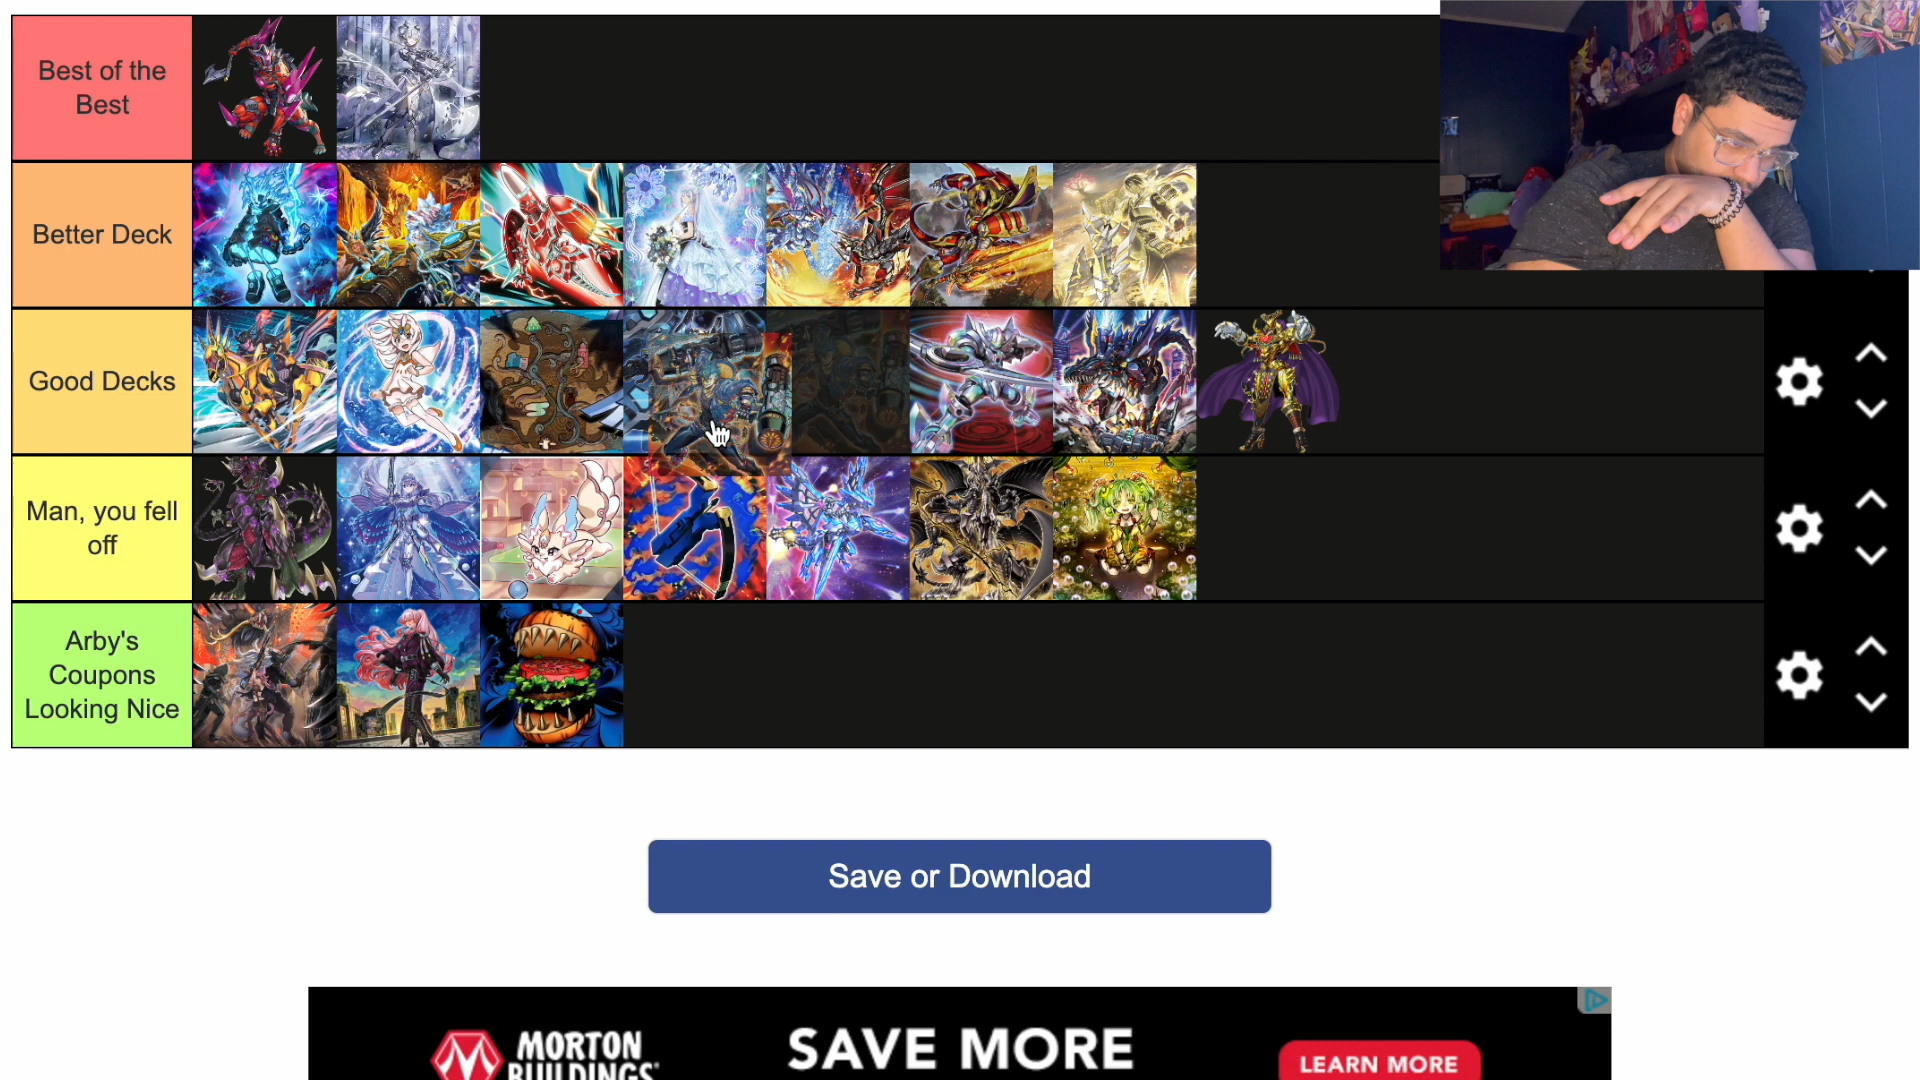 Best of the
Best
Better Deck
Good Decks
Man, you fell
off
Arby's
Coupons
Looking Nice
Save or Download
MORTON
BUILDINGS
SAVE MORE
LEARN MORE